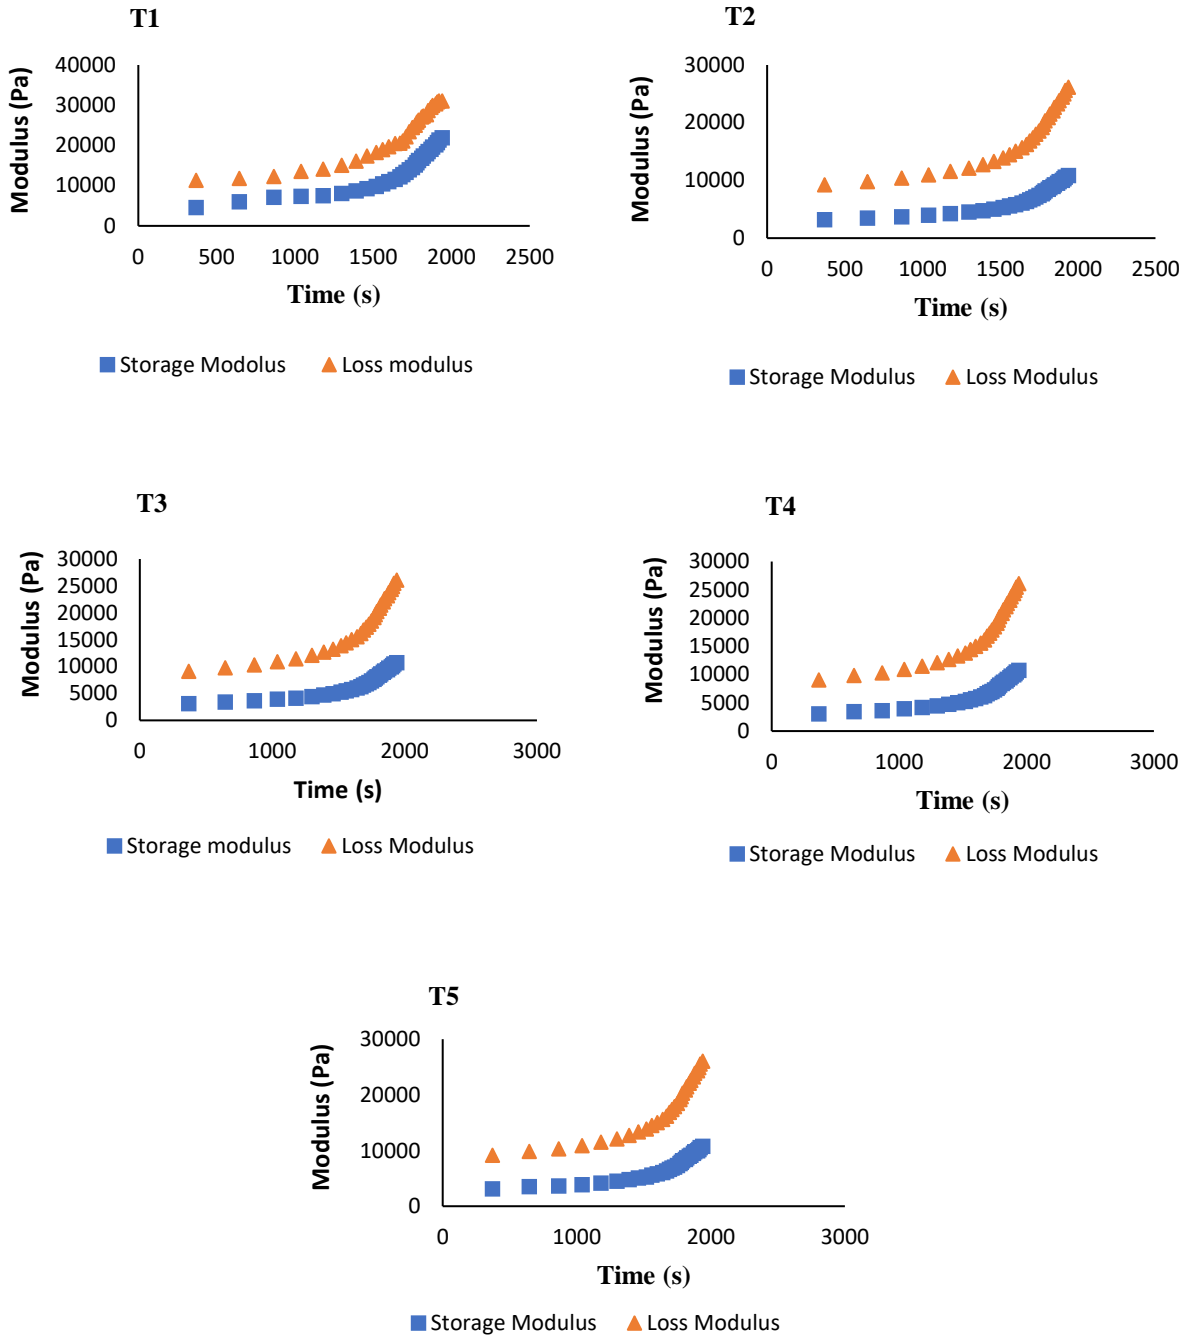 T1
Modulus (Pa)
40000
30000
20000
10000
0
0 500 1000 1500 2000 2500
Time (s)
Storage Modolus Loss modulus
T2
Modulus (Pa)
30000
20000
10000
0
0 500 1000 1500 2000 2500
Time (s)
Storage Modulus Loss Modulus
T3
Modulus (Pa)
30000
25000
20000
15000
10000
5000
0
0 1000 2000 3000
Time (s)
Storage modulus Loss Modulus
T4
Modulus (Pa)
30000
25000
20000
15000
10000
5000
0
0 1000 2000 3000
Time (s)
Storage Modulus Loss Modulus
T5
Modulus (Pa)
30000
20000
10000
0
0 1000 2000 3000
Time (s)
Storage Modulus Loss Modulus